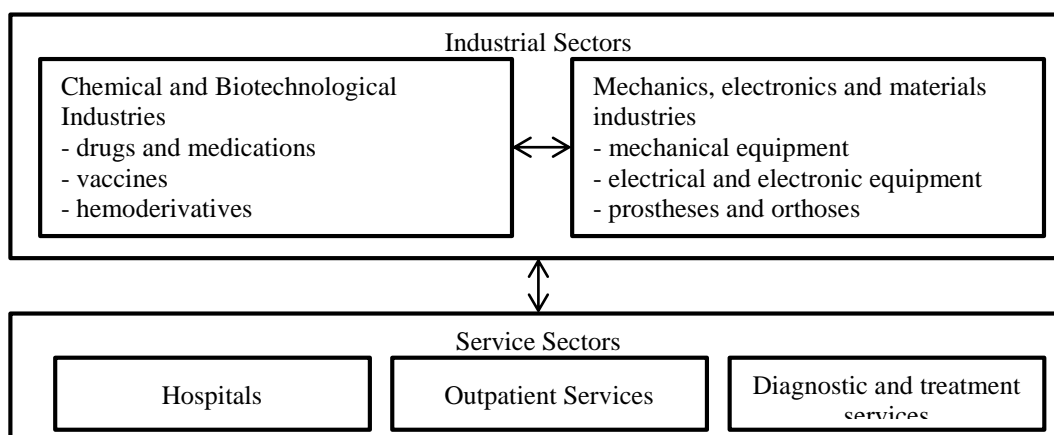 Industrial Sectors
Chemical and Biotechnological
Industries
- drugs and medications
- vaccines
- hemoderivatives
Mechanics, electronics and materials
industries
- mechanical equipment
- electrical and electronic equipment
- prostheses and orthoses
Service Sectors
Hospitals
Outpatient Services
Diagnostic and treatment
services